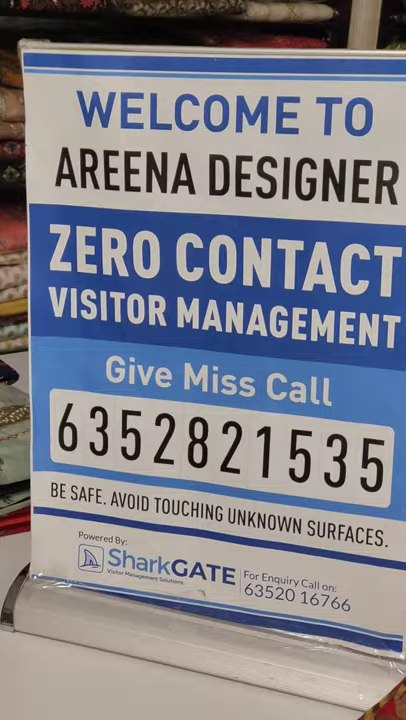 WELCOME TO
AREENA DESIGNER
ZERO CONTACT
VISITOR MANAGEMENT
Give Miss Call
6352821535
BE SAFE. AVOID TOUCHING UNKNOWN SURFACES.
Powered By:
SharkGATE
Visitor Management Solutions
For Enquiry Call on:
63520 16766